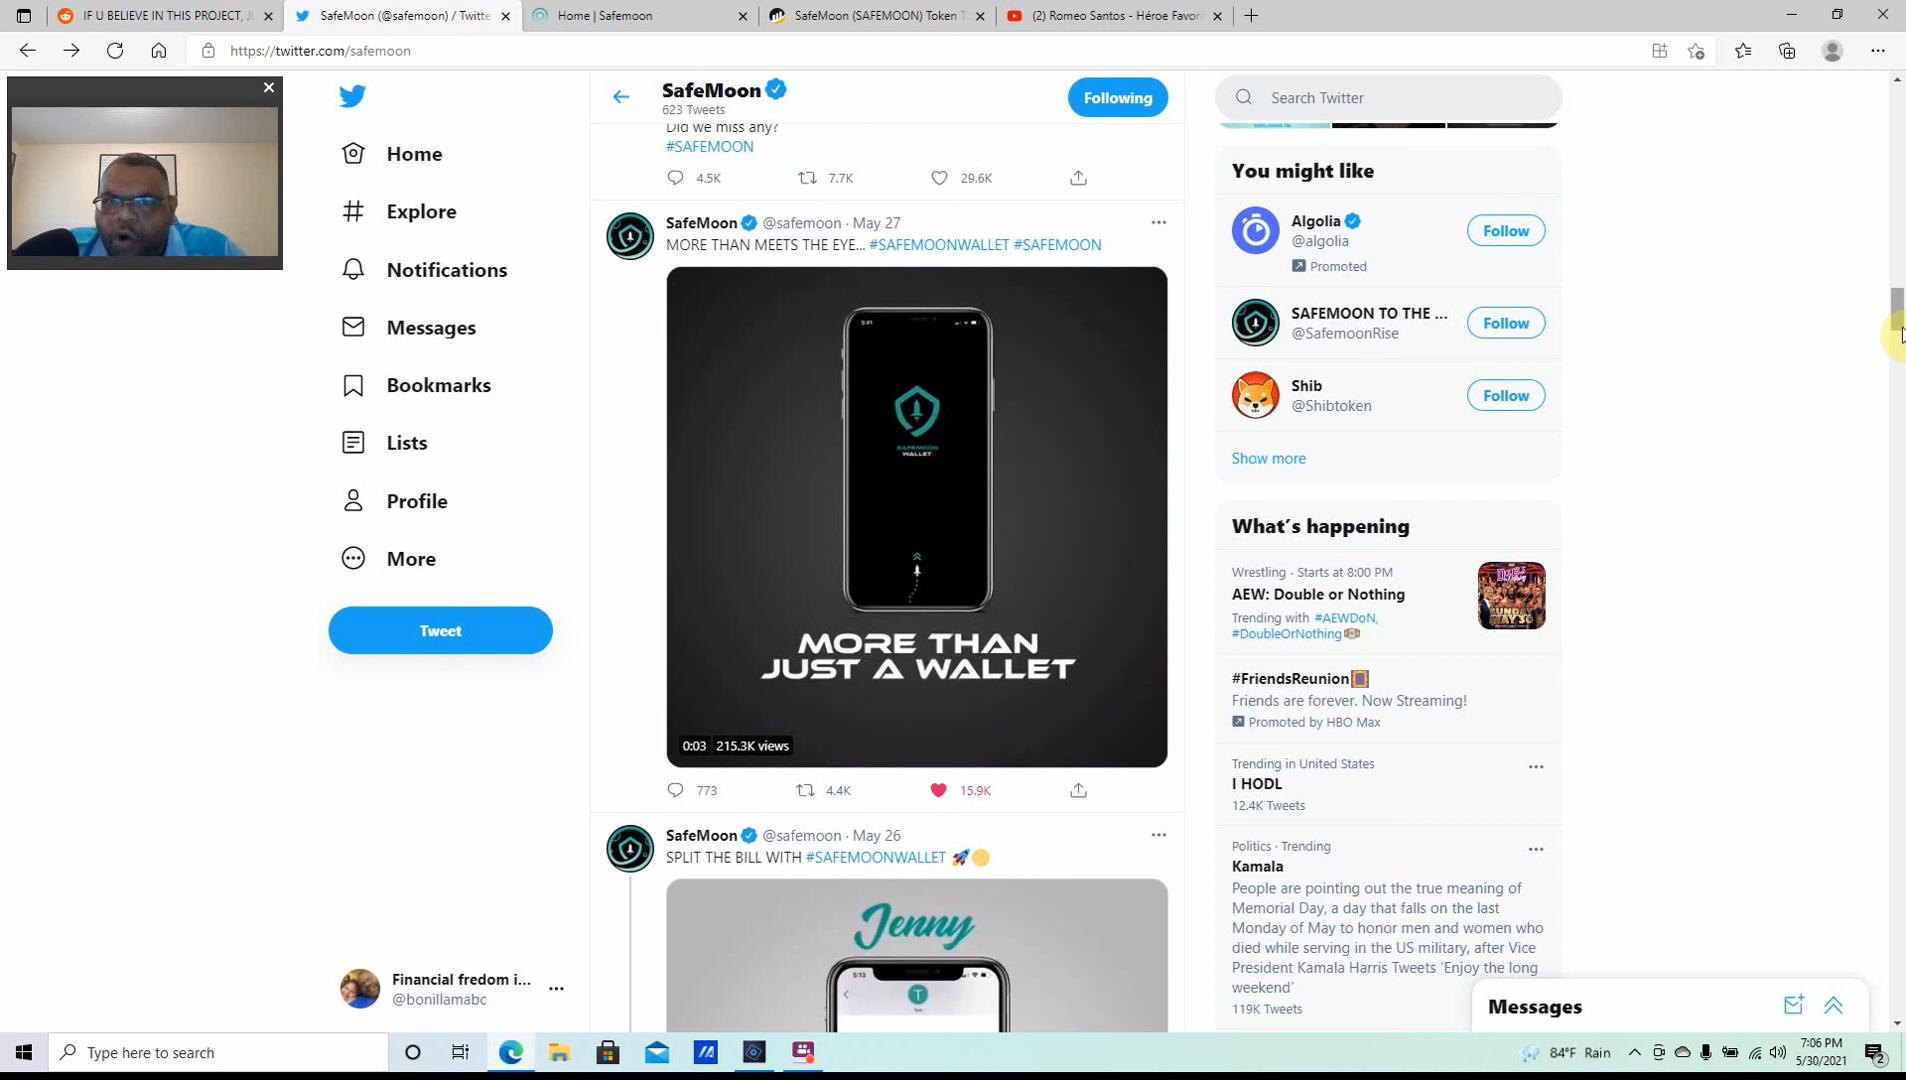 IF U BELIEVE IN THIS PROJECT, J
SafeMoon (@safemoon) / Twitte
Home | Safemoon
SafeMoon (SAFEMOON) Token T
(2) Romeo Santos - Héroe Favori
https://twitter.com/safemoon
SafeMoon
623 Tweets
Following
Search Twitter
Home
Explore
Notifications
Messages
Bookmarks
Lists
Profile
More
Tweet
Financial fredom i...
@bonillamabc
Did we miss any?
#SAFEMOON
4.5K 7.7K 29.6K
SafeMoon @safemoon · May 27
MORE THAN MEETS THE EYE... #SAFEMOONWALLET #SAFEMOON
5:41
SAFEMOON
WALLET
MORE THAN
JUST A WALLET
0:03 215.3K views
773 4.4K 15.9K
SafeMoon @safemoon · May 26
SPLIT THE BILL WITH #SAFEMOONWALLET 🚀🌕
Jenny
5:13
T
You might like
Algolia
@algolia
Promoted
Follow
SAFEMOON TO THE ...
@SafemoonRise
Follow
Shib
@Shibtoken
Follow
Show more
What's happening
Wrestling · Starts at 8:00 PM
AEW: Double or Nothing
Trending with #AEWDoN,
#DoubleOrNothing
#FriendsReunion
Friends are forever. Now Streaming!
Promoted by HBO Max
Trending in United States
I HODL
12.4K Tweets
Politics · Trending
Kamala
People are pointing out the true meaning of
Memorial Day, a day that falls on the last
Monday of May to honor men and women who
died while serving in the US military, after Vice
President Kamala Harris Tweets 'Enjoy the long
weekend'
119K Tweets
Messages
Type here to search
84°F Rain
7:06 PM
5/30/2021
2